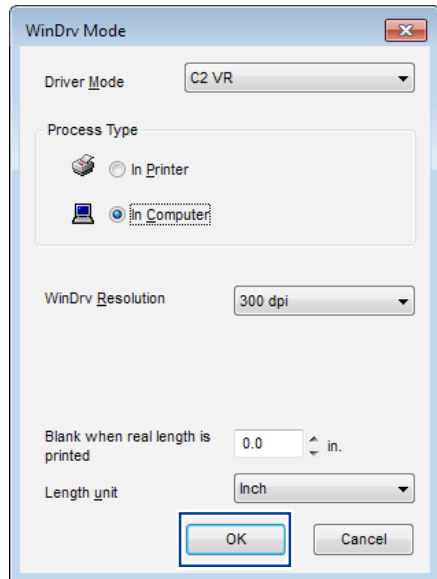 WinDrv Mode
Driver Mode C2 VR
Process Type
In Printer
In Computer
WinDrv Resolution 300 dpi
Blank when real length is
printed 0.0 in.
Length unit Inch
OK Cancel